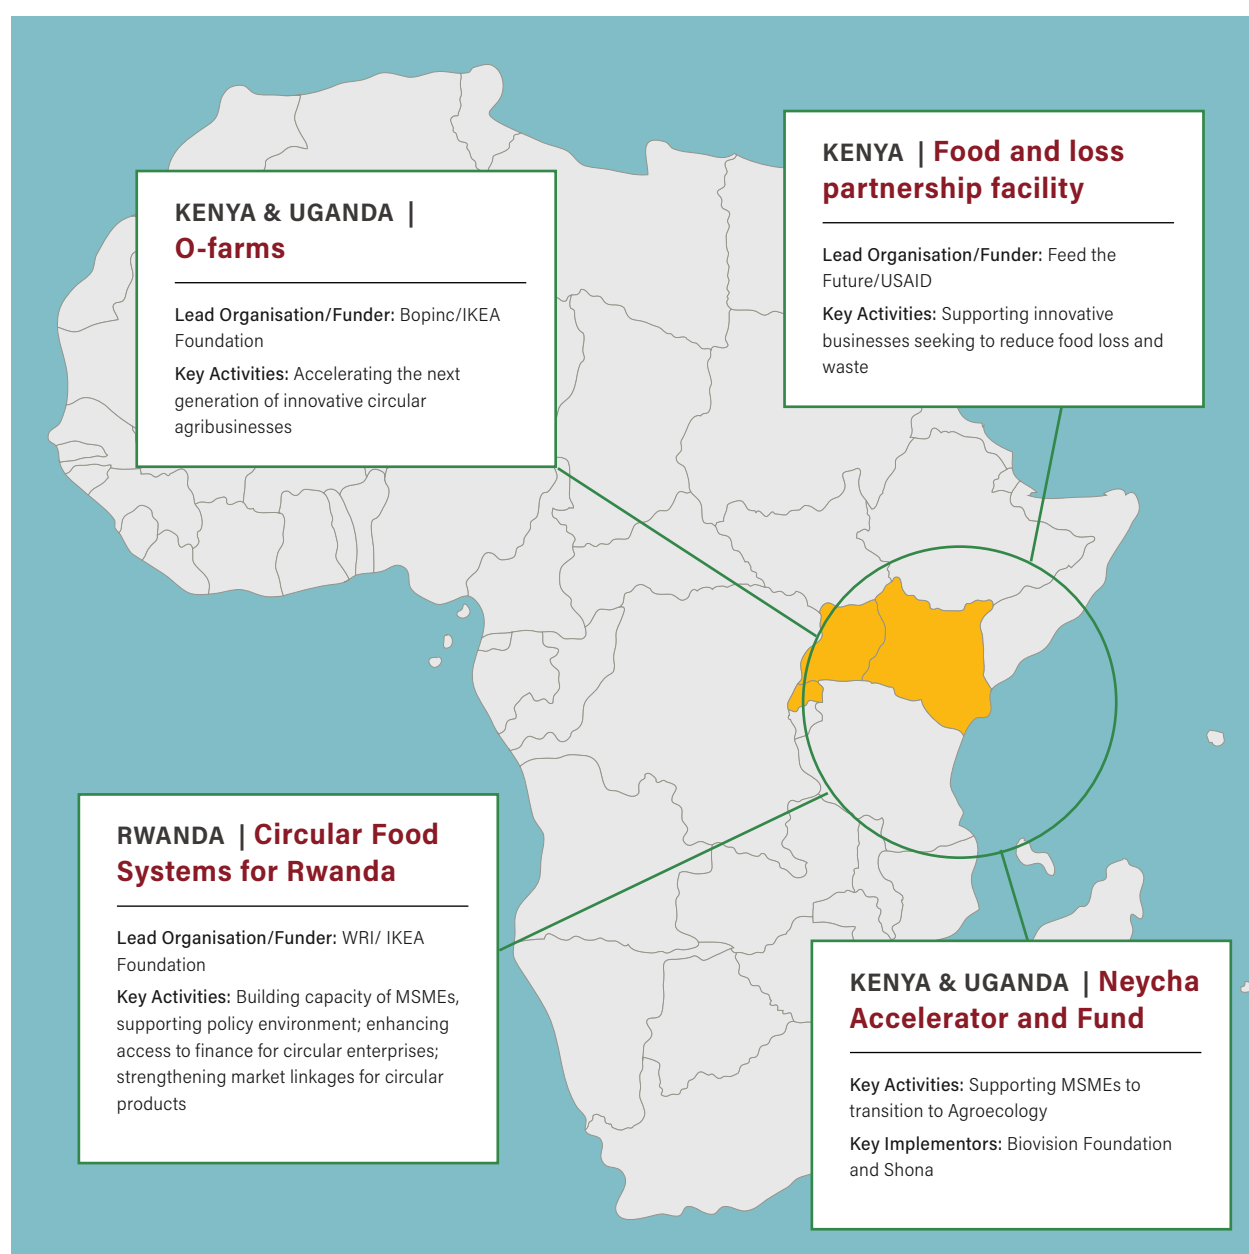 KENYA & UGANDA |
O-farms
Lead Organisation/Funder: Bopinc/IKEA
Foundation
Key Activities: Accelerating the next
generation of innovative circular
agribusinesses
KENYA | Food and loss
partnership facility
Lead Organisation/Funder: Feed the
Future/USAID
Key Activities: Supporting innovative
businesses seeking to reduce food loss and
waste
RWANDA | Circular Food
Systems for Rwanda
Lead Organisation/Funder: WRI/ IKEA
Foundation
Key Activities: Building capacity of MSMEs,
supporting policy environment; enhancing
access to finance for circular enterprises;
strengthening market linkages for circular
products
KENYA & UGANDA | Neycha
Accelerator and Fund
Key Activities: Supporting MSMEs to
transition to Agroecology
Key Implementors: Biovision Foundation
and Shona